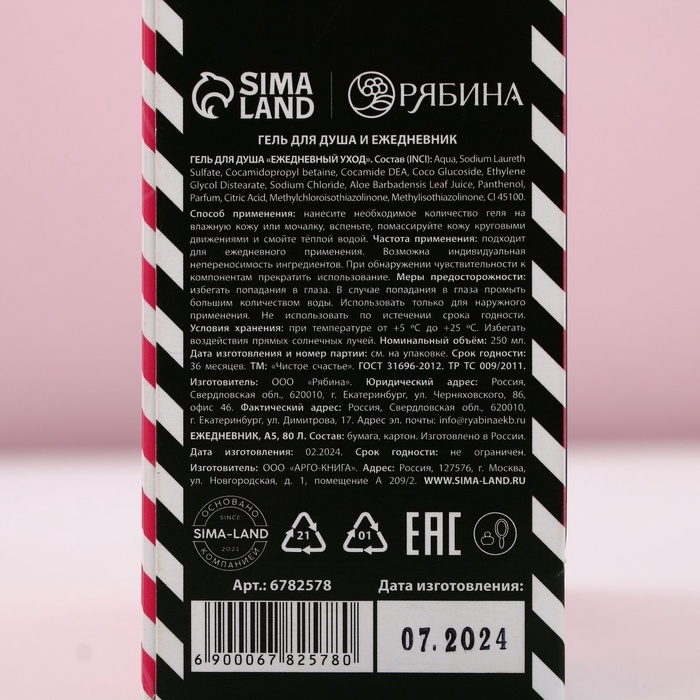 SIMA LAND РЯБИНА
ГЕЛЬ ДЛЯ ДУША И ЕЖЕДНЕВНИК
ГЕЛЬ ДЛЯ ДУША «ЕЖЕДНЕВНЫЙ УХОД». Состав (INCI): Aqua, Sodium Laureth
Sulfate, Cocamidopropyl betaine, Cocamide DEA, Coco Glucoside, Ethylene
Glycol Distearate, Sodium Chloride, Aloe Barbadensis Leaf Juice, Panthenol,
Parfum, Citric Acid, Methylchloroisothiazolinone, Methylisothiazolinone, CI 45100.
Способ применения: нанесите необходимое количество геля на
влажную кожу или мочалку, вспеньте, помассируйте кожу круговыми
движениями и смойте тёплой водой. Частота применения: подходит
для ежедневного применения. Возможна индивидуальная
непереносимость ингредиентов. При обнаружении чувствительности к
компонентам прекратить использование. Меры предосторожности:
избегать попадания в глаза. В случае попадания в глаза промыть
большим количеством воды. Использовать только для наружного
применения. Не использовать по истечении срока годности.
Условия хранения: при температуре от +5 ºC до +25 ºC. Избегать
воздействия прямых солнечных лучей. Номинальный объём: 250 мл.
Дата изготовления и номер партии: см. на упаковке. Срок годности:
36 месяцев. ТМ: «Чистое счастье». ГОСТ 31696-2012. ТР ТС 009/2011.
Изготовитель: ООО «Рябина». Юридический адрес: Россия,
Свердловская обл., 620010, г. Екатеринбург, ул. Черняховского, 86,
офис 46. Фактический адрес: Россия, Свердловская обл., 620010,
г. Екатеринбург, ул. Димитрова, 17. Адрес эл. почты: info@ryabinaekb.ru
ЕЖЕДНЕВНИК, А5, 80 Л. Состав: бумага, картон. Изготовлено в России.
Дата изготовления: 02.2024. Срок годности: не ограничен.
Изготовитель: ООО «АРГО-КНИГА». Адрес: Россия, 127576, г. Москва,
ул. Новгородская, д. 1, помещение А 209/2. WWW.SIMA-LAND.RU
ОСНОВАНО
SINCE
SIMA-LAND
2023
КОМПАНИЕЙ
21 01 EAC
Арт.: 6782578 Дата изготовления:
6 900067 825780 07.2024